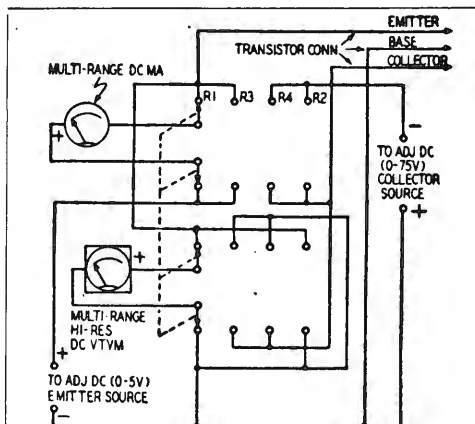 EMITTER
TRANSISTOR CONN
BASE
COLLECTOR
MULTI-RANGE DC MA
R1 R3 R4 R2
+
−
TO ADJ DC
(0-75V)
COLLECTOR
SOURCE
+
+
MULTI-RANGE
HI-RES
DC VTVM
+
TO ADJ DC (0-5V)
EMITTER SOURCE
−